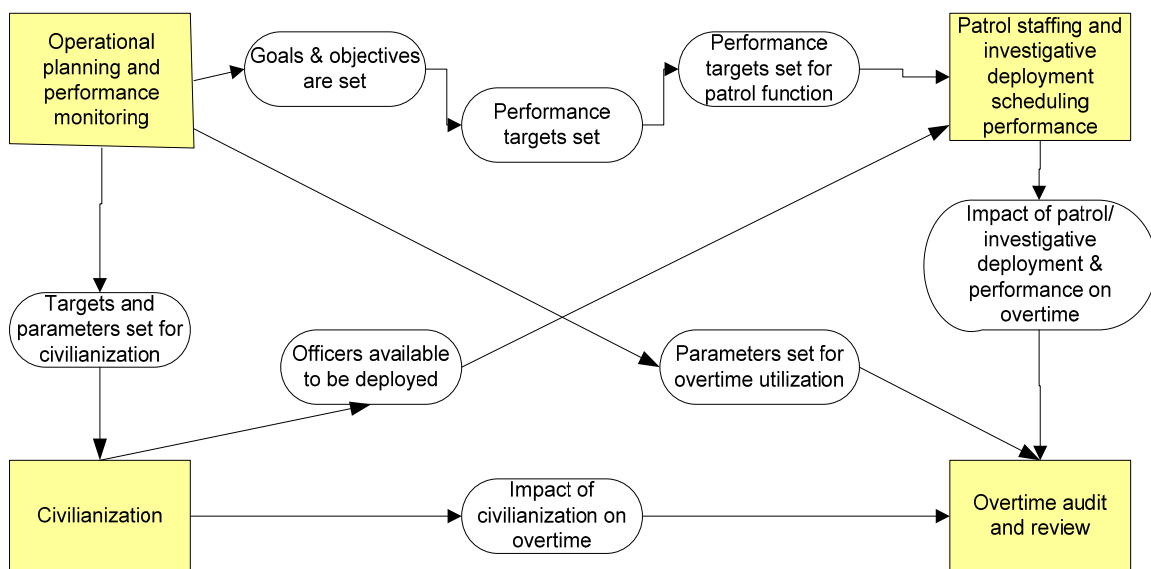 Operational
planning and
performance
monitoring
Goals & objectives
are set
Performance
targets set
Performance
targets set for
patrol function
Patrol staffing and
investigative
deployment
scheduling
performance
Impact of patrol/
investigative
deployment &
performance on
overtime
Targets and
parameters set for
civilianization
Officers available
to be deployed
Parameters set for
overtime utilization
Civilianization
Impact of
civilianization on
overtime
Overtime audit
and review